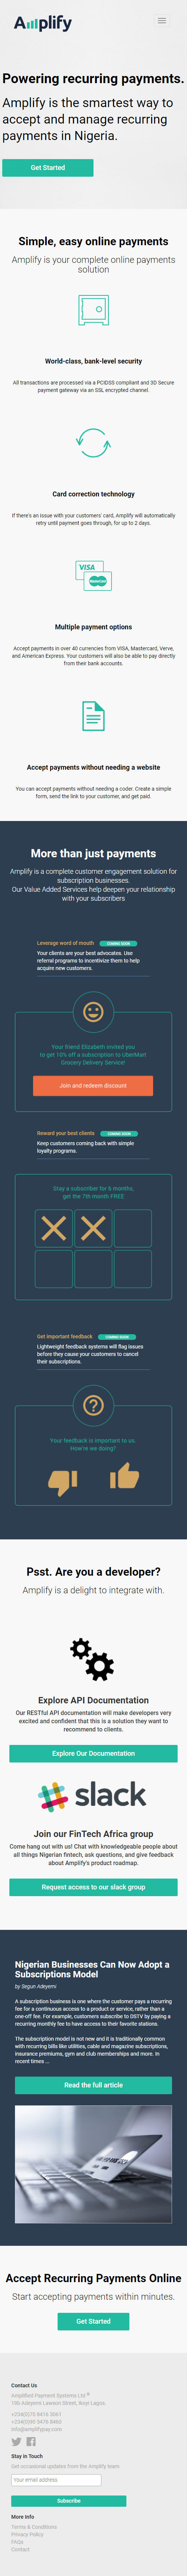 Amplify
Powering recurring payments.
Amplify is the smartest way to
accept and manage recurring
payments in Nigeria.
Get Started
Simple, easy online payments
Amplify is your complete online payments
solution
World-class, bank-level security
All transactions are processed via a PCIDSS compliant and 3D Secure
payment gateway via an SSL encrypted channel.
Card correction technology
If there's an issue with your customers' card, Amplify will automatically
retry until payment goes through, for up to 2 days.
VISA
MasterCard
Multiple payment options
Accept payments in over 40 currencies from VISA, Mastercard, Verve,
and American Express. Your customers will also be able to pay directly
from their bank accounts.
Accept payments without needing a website
You can accept payments without needing a coder. Create a simple
form, send the link to your customer, and get paid.
More than just payments
Amplify is a complete customer engagement solution for
subscription businesses.
Our Value Added Services help deepen your relationship
with your subscribers
Leverage word of mouth COMING SOON
Your clients are your best advocates. Use
referral programs to incentivize them to help
acquire new customers.
Your friend Elizabeth invited you
to get 10% off a subscription to UberMart
Grocery Delivery Service!
Join and redeem discount
Reward your best clients COMING SOON
Keep customers coming back with simple
loyalty programs.
Stay a subscriber for 6 months,
get the 7th month FREE
Get important feedback COMING SOON
Lightweight feedback systems will flag issues
before they cause your customers to cancel
their subscriptions.
Your feedback is important to us.
How're we doing?
Psst. Are you a developer?
Amplify is a delight to integrate with.
Explore API Documentation
Our RESTful API documentation will make developers very
excited and confident that this is a solution they want to
recommend to clients.
Explore Our Documentation
slack
Join our FinTech Africa group
Come hang out with us! Chat with knowledgeable people about
all things Nigerian fintech, ask questions, and give feedback
about Amplify's product roadmap.
Request access to our slack group
Nigerian Businesses Can Now Adopt a
Subscriptions Model
by Segun Adeyemi
A subscription business is one where the customer pays a recurring
fee for a continuous access to a product or service, rather than a
one-off fee. For example, customers subscribe to DSTV by paying a
recurring monthly fee to have access to their favorite stations.
The subscription model is not new and it is traditionally common
with recurring bills like utilities, cable and magazine subscriptions,
insurance premiums, gym and club memberships and more. In
recent times ...
Read the full article
Accept Recurring Payments Online
Start accepting payments within minutes.
Get Started
Contact Us
Amplified Payment Systems Ltd ®
19b Adeyemi Lawson Street, Ikoyi Lagos.
Stay in Touch
Get occasional updates from the Amplify team
Your email address
Subscribe
More Info
Terms & Conditions
Privacy Policy
FAQs
Contact